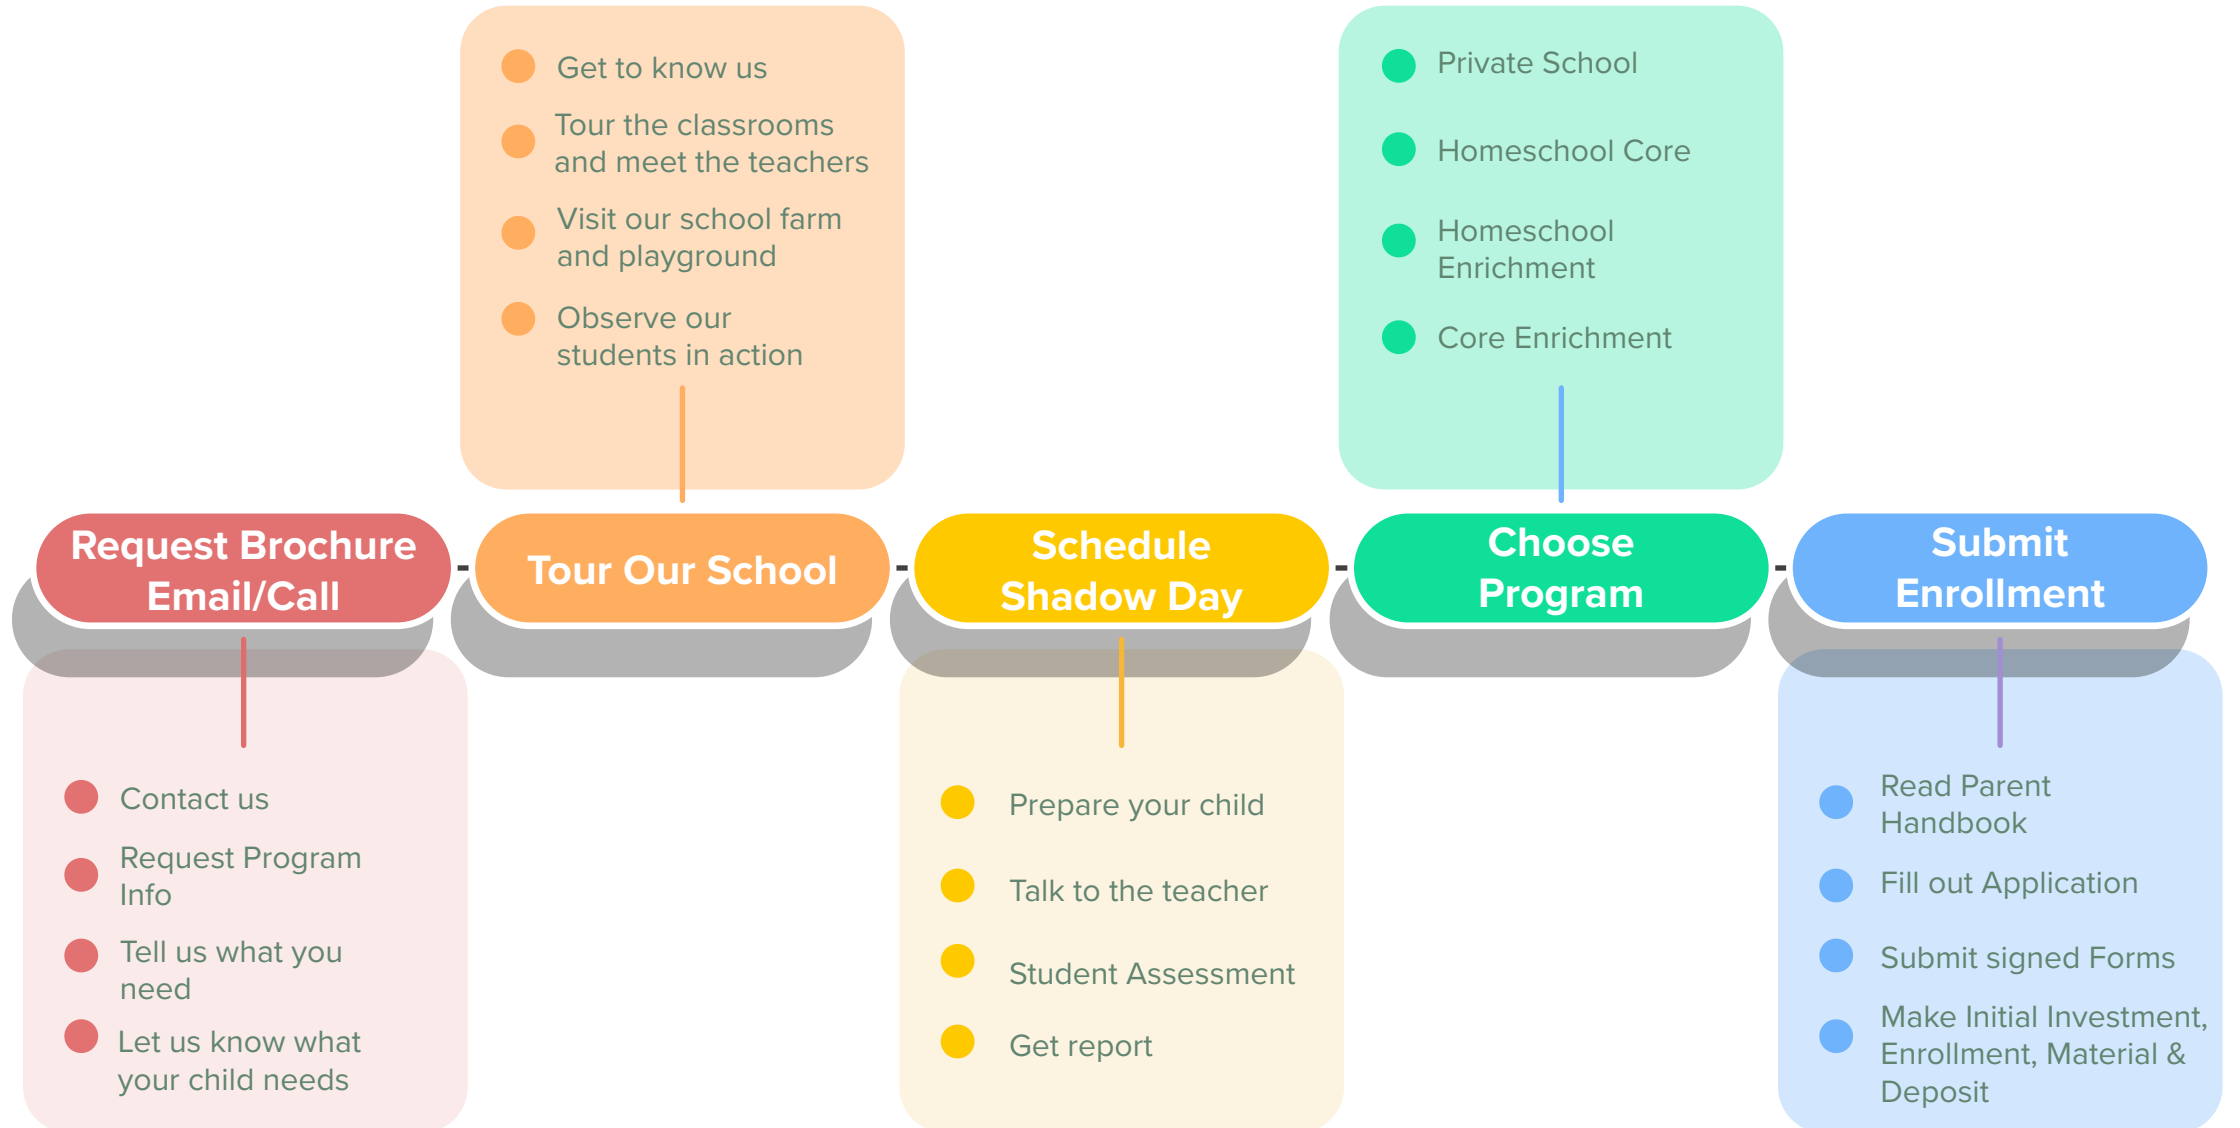 Get to know us
Tour the classrooms
and meet the teachers
Visit our school farm
and playground
Observe our
students in action
Private School
Homeschool Core
Homeschool
Enrichment
Core Enrichment
Request Brochure
Email/Call
Tour Our School
Schedule
Shadow Day
Choose
Program
Submit
Enrollment
Contact us
Request Program
Info
Tell us what you
need
Let us know what
your child needs
Prepare your child
Talk to the teacher
Student Assessment
Get report
Read Parent
Handbook
Fill out Application
Submit signed Forms
Make Initial Investment,
Enrollment, Material &
Deposit